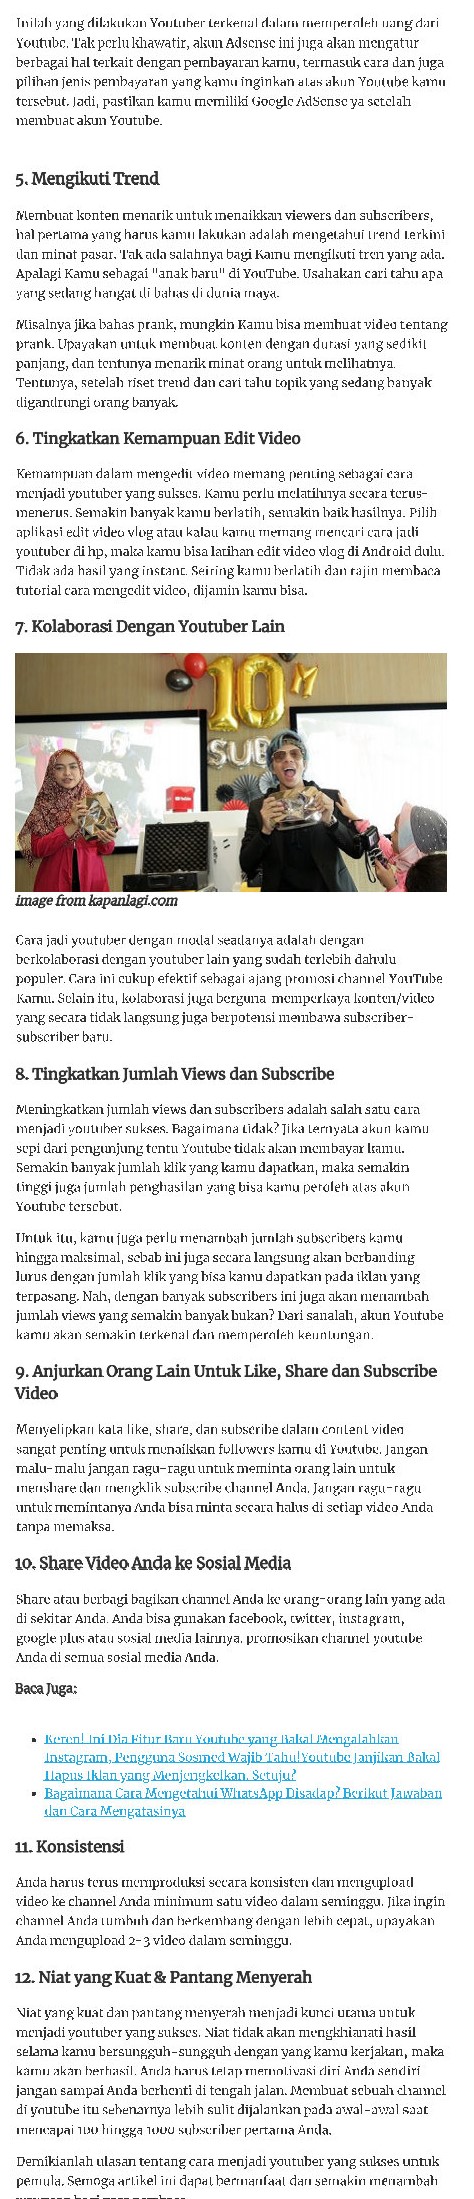 Inilah yang dilakukan Youtuber terkenal dalam memperoleh uang dari
Youtube. Tak perlu khawatir, akun Adsense ini juga akan mengatur
berbagai hal terkait dengan pembayaran kamu, termasuk cara dan juga
pilihan jenis pembayaran yang kamu inginkan atas akun Youtube kamu
tersebut. Jadi, pastikan kamu memiliki Google AdSense ya setelah
membuat akun Youtube.
5. Mengikuti Trend
Membuat konten menarik untuk menaikkan viewers dan subscribers,
hal pertama yang harus kamu lakukan adalah mengetahui trend terkini
dan minat pasar. Tak ada salahnya bagi Kamu mengikuti tren yang ada.
Apalagi Kamu sebagai "anak baru" di YouTube. Usahakan cari tahu apa
yang sedang hangat di bahas di dunia maya.
Misalnya jika bahas prank, mungkin Kamu bisa membuat video tentang
prank. Upayakan untuk membuat konten dengan durasi yang sedikit
panjang, dan tentunya menarik minat orang untuk melihatnya.
Tentunya, setelah riset trend dan cari tahu topik yang sedang banyak
digandrungi orang banyak.
6. Tingkatkan Kemampuan Edit Video
Kemampuan dalam mengedit video memang penting sebagai cara
menjadi youtuber yang sukses. Kamu perlu melatihnya secara terus-
menerus. Semakin banyak kamu berlatih, semakin baik hasilnya. Pilih
aplikasi edit video vlog atau kalau kamu memang mencari cara jadi
youtuber di hp, maka kamu bisa latihan edit video vlog di Android dulu.
Tidak ada hasil yang instant. Seiring kamu berlatih dan rajin membaca
tutorial cara mengedit video, dijamin kamu bisa.
7. Kolaborasi Dengan Youtuber Lain
10 M
SUB
image from kapanlagi.com
Cara jadi youtuber dengan modal seadanya adalah dengan
berkolaborasi dengan youtuber lain yang sudah terlebih dahulu
populer. Cara ini cukup efektif sebagai ajang promosi channel YouTube
Kamu. Selain itu, kolaborasi juga berguna memperkaya konten/video
yang secara tidak langsung juga berpotensi membawa subscriber-
subscriber baru.
8. Tingkatkan Jumlah Views dan Subscribe
Meningkatkan jumlah views dan subscribers adalah salah satu cara
menjadi youtuber sukses. Bagaimana tidak? Jika ternyata akun kamu
sepi dari pengunjung tentu Youtube tidak akan membayar kamu.
Semakin banyak jumlah klik yang kamu dapatkan, maka semakin
tinggi juga jumlah penghasilan yang bisa kamu peroleh atas akun
Youtube tersebut.
Untuk itu, kamu juga perlu menambah jumlah subscribers kamu
hingga maksimal, sebab ini juga secara langsung akan berbanding
lurus dengan jumlah klik yang bisa kamu dapatkan pada iklan yang
terpasang. Nah, dengan banyak subscribers ini juga akan menambah
jumlah views yang semakin banyak bukan? Dari sanalah, akun Youtube
kamu akan semakin terkenal dan memperoleh keuntungan.
9. Anjurkan Orang Lain Untuk Like, Share dan Subscribe
Video
Menyelipkan kata like, share, dan subscribe dalam content video
sangat penting untuk menaikkan followers kamu di Youtube. Jangan
malu-malu jangan ragu-ragu untuk meminta orang lain untuk
menshare dan mengklik subscribe channel Anda. Jangan ragu-ragu
untuk memintanya Anda bisa minta secara halus di setiap video Anda
tanpa memaksa.
10. Share Video Anda ke Sosial Media
Share atau berbagi bagikan channel Anda ke orang-orang lain yang ada
di sekitar Anda. Anda bisa gunakan facebook, twitter, instagram,
google plus atau sosial media lainnya. promosikan channel youtube
Anda di semua sosial media Anda.
Baca Juga:
• Keren! Ini Dia Fitur Baru Youtube yang Bakal Mengalahkan
Instagram, Pengguna Sosmed Wajib Tahu!Youtube Janjikan Bakal
Hapus Iklan yang Menjengkelkan. Setuju?
• Bagaimana Cara Mengetahui WhatsApp Disadap? Berikut Jawaban
dan Cara Mengatasinya
11. Konsistensi
Anda harus terus memproduksi secara konsisten dan mengupload
video ke channel Anda minimum satu video dalam seminggu. Jika ingin
channel Anda tumbuh dan berkembang dengan lebih cepat, upayakan
Anda mengupload 2-3 video dalam seminggu.
12. Niat yang Kuat & Pantang Menyerah
Niat yang kuat dan pantang menyerah menjadi kunci utama untuk
menjadi youtuber yang sukses. Niat tidak akan mengkhianati hasil
selama kamu bersungguh-sungguh dengan yang kamu kerjakan, maka
kamu akan berhasil. Anda harus tetap memotivasi diri Anda sendiri
jangan sampai Anda berhenti di tengah jalan. Membuat sebuah channel
di youtube itu sebenarnya lebih sulit dijalankan pada awal-awal saat
mencapai 100 hingga 1000 subscriber pertama Anda.
Demikianlah ulasan tentang cara menjadi youtuber yang sukses untuk
pemula. Semoga artikel ini dapat bermanfaat dan semakin menambah